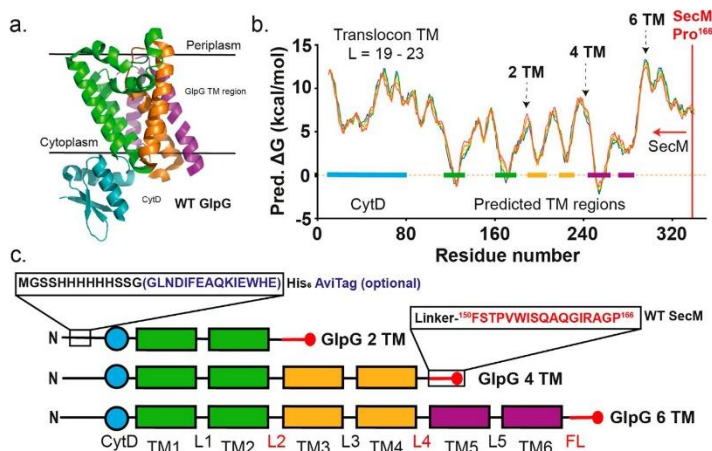 a.
Periplasm
GlpG TM region
Cytoplasm
CytD
WT GlpG
b.
Translocon TM
L = 19 - 23
2 TM
4 TM
6 TM
SecM
Pro¹⁶⁶
SecM
Pred. ΔG (kcal/mol)
15
10
5
0
-5
CytD
Predicted TM regions
0
80
160
240
320
Residue number
c.
MGSSHHHHHHSSG(GLNDIFEAQKIEWHE) His₆ AviTag (optional)
Linker-¹⁵⁰FSTPVWISQAQGIRAGP¹⁶⁶ WT SecM
N
GlpG 2 TM
N
GlpG 4 TM
N
GlpG 6 TM
CytD TM1 L1 TM2 L2 TM3 L3 TM4 L4 TM5 L5 TM6 FL